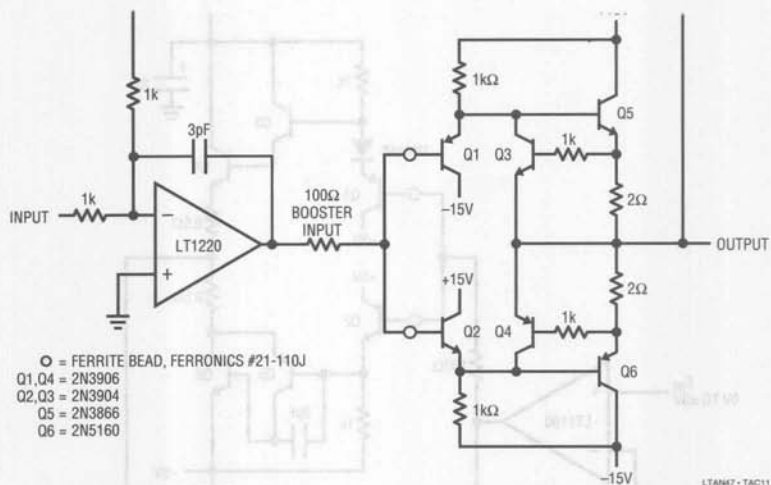 1k
3pF
1k
INPUT
−
+
LT1220
100Ω
BOOSTER
INPUT
1kΩ
Q5
Q1
Q3
1k
−15V
2Ω
OUTPUT
+15V
2Ω
Q2
Q4
1k
Q6
1kΩ
−15V
O = FERRITE BEAD, FERRONICS #21-110J
Q1,Q4 = 2N3906
Q2,Q3 = 2N3904
Q5 = 2N3866
Q6 = 2N5160
LTAN47 • TAC11